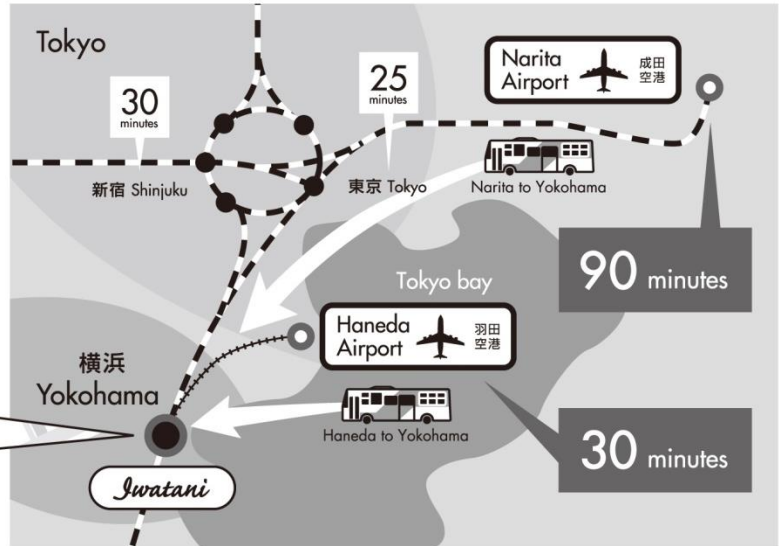 Tokyo
30
minutes
新宿 Shinjuku
25
minutes
東京 Tokyo
Narita
Airport
成田
空港
Narita to Yokohama
90 minutes
Tokyo bay
Haneda
Airport
羽田
空港
横浜
Yokohama
Haneda to Yokohama
30 minutes
Iwatani